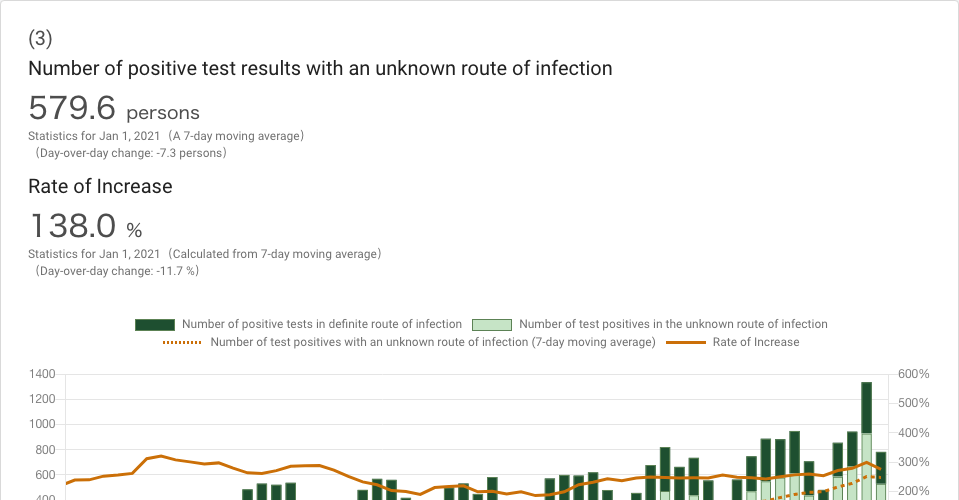 (3)
Number of positive test results with an unknown route of infection
579.6 persons
Statistics for Jan 1, 2021（A 7-day moving average）
（Day-over-day change: -7.3 persons）
Rate of Increase
138.0 %
Statistics for Jan 1, 2021（Calculated from 7-day moving average）
（Day-over-day change: -11.7 %）
Number of positive tests in definite route of infection Number of test positives in the unknown route of infection
Number of test positives with an unknown route of infection (7-day moving average) Rate of Increase
1400 600%
1200 500%
1000 400%
800 300%
600 200%
400